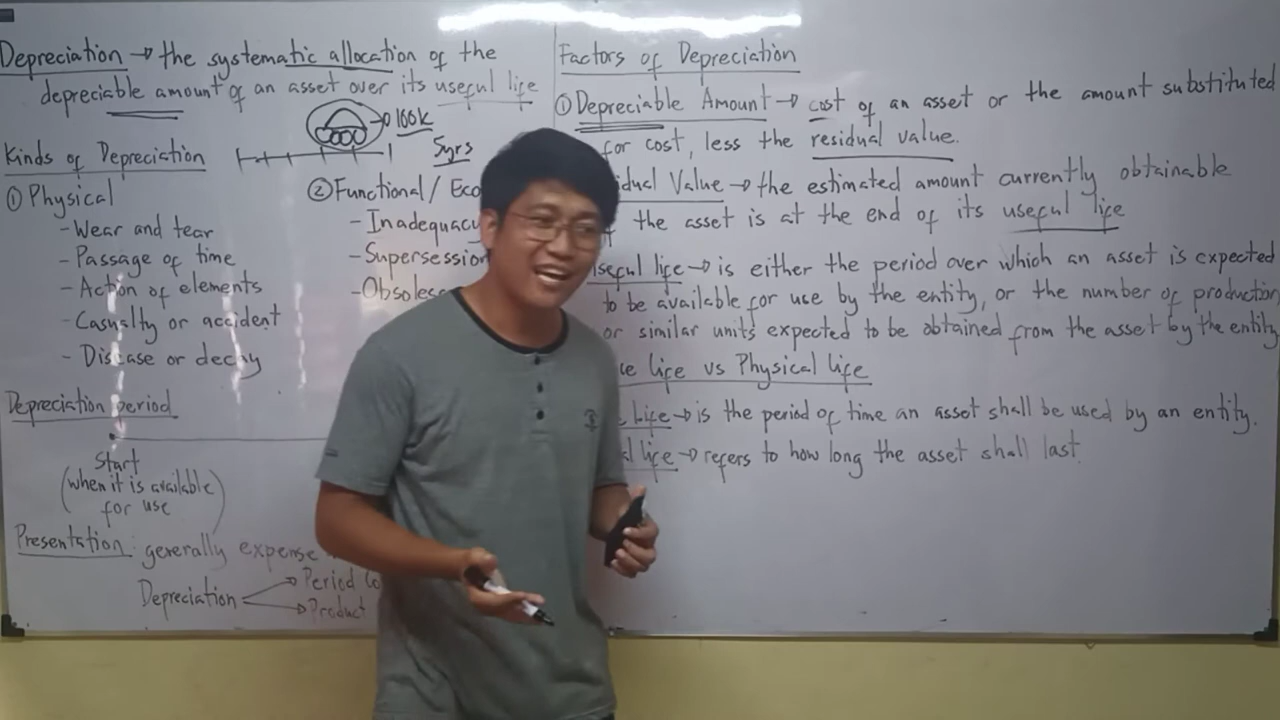 Depreciation → the systematic allocation of the
depreciable amount of an asset over its useful life
100k
5yrs
Kinds of Depreciation
① Physical
- Wear and tear
- Passage of time
- Action of elements
- Casualty or accident
- Disease or decay
② Functional / Eco
- Inadequacy
- Supersession
- Obsolesc
Depreciation period
Start
(when it is available
for use)
Presentation: generally expense
Depreciation
Period Co
Product
Factors of Depreciation
① Depreciable Amount → cost of an asset or the amount substituted
for cost, less the residual value.
idual Value → the estimated amount currently obtainable
the asset is at the end of its useful life
useful life → is either the period over which an asset is expected
to be available for use by the entity, or the number of production
or similar units expected to be obtained from the asset by the entity
ce life vs Physical life
Life → is the period of time an asset shall be used by an entity.
al life → refers to how long the asset shall last.